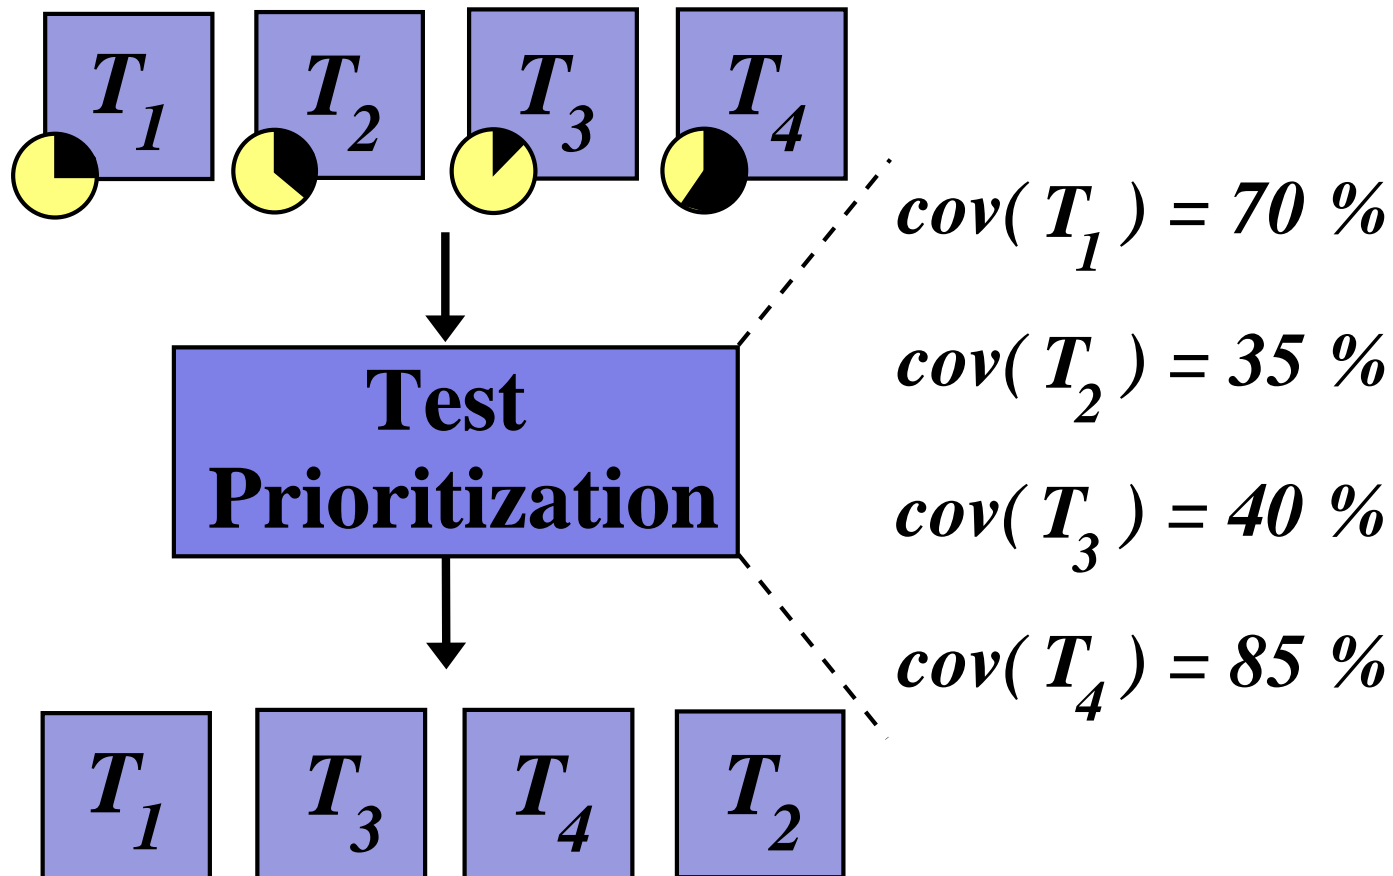 T1 T2 T3 T4
cov( T1 ) = 70 %
cov( T2 ) = 35 %
Test
Prioritization
cov( T3 ) = 40 %
cov( T4 ) = 85 %
T1 T3 T4 T2